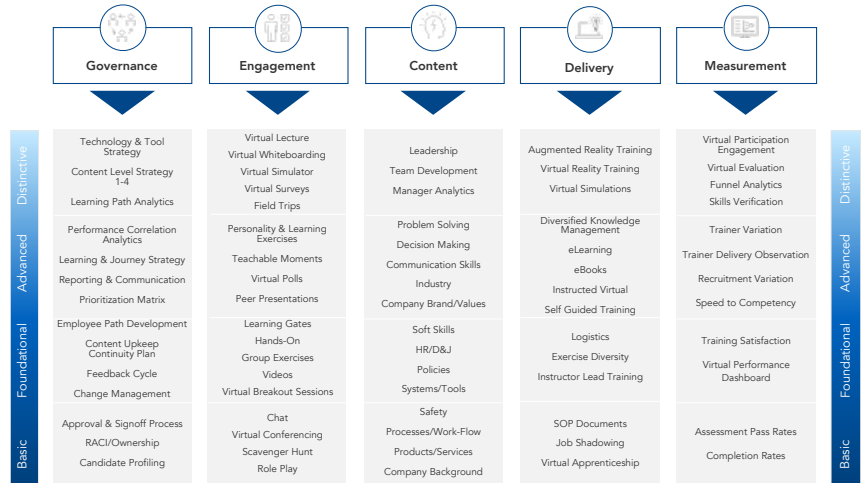 Governance
Engagement
Content
Delivery
Measurement
Distinctive
Technology & Tool
Strategy
Content Level Strategy
1-4
Learning Path Analytics
Virtual Lecture
Virtual Whiteboarding
Virtual Simulator
Virtual Surveys
Field Trips
Leadership
Team Development
Manager Analytics
Augmented Reality Training
Virtual Reality Training
Virtual Simulations
Virtual Participation
Engagement
Virtual Evaluation
Funnel Analytics
Skills Verification
Distinctive
Advanced
Performance Correlation
Analytics
Learning & Journey Strategy
Reporting & Communication
Prioritization Matrix
Personality & Learning
Exercises
Teachable Moments
Virtual Polls
Peer Presentations
Problem Solving
Decision Making
Communication Skills
Industry
Company Brand/Values
Diversified Knowledge
Management
eLearning
eBooks
Instructed Virtual
Self Guided Training
Trainer Variation
Trainer Delivery Observation
Recruitment Variation
Speed to Competency
Advanced
Foundational
Employee Path Development
Content Upkeep
Continuity Plan
Feedback Cycle
Change Management
Learning Gates
Hands-On
Group Exercises
Videos
Virtual Breakout Sessions
Soft Skills
HR/D&J
Policies
Systems/Tools
Logistics
Exercise Diversity
Instructor Lead Training
Training Satisfaction
Virtual Performance
Dashboard
Foundational
Basic
Approval & Signoff Process
RACI/Ownership
Candidate Profiling
Chat
Virtual Conferencing
Scavenger Hunt
Role Play
Safety
Processes/Work-Flow
Products/Services
Company Background
SOP Documents
Job Shadowing
Virtual Apprenticeship
Assessment Pass Rates
Completion Rates
Basic